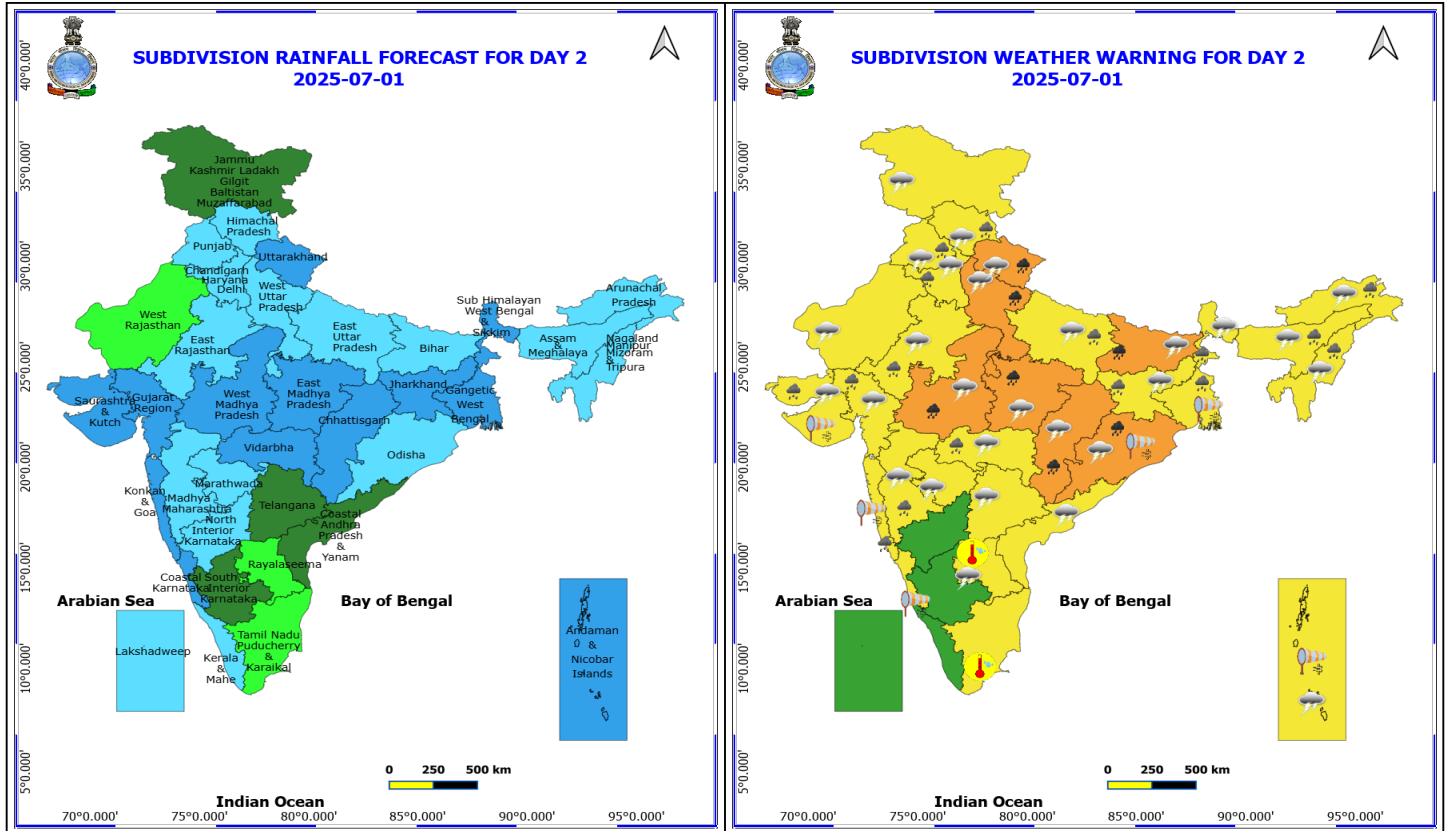 SUBDIVISION RAINFALL FORECAST FOR DAY 2
2025-07-01
40°0.000'
35°0.000'
30°0.000'
25°0.000'
20°0.000'
15°0.000'
10°0.000'
5°0.000'
Jammu
Kashmir Ladakh
Gilgit
Baltistan
Muzaffarabad
Himachal
Pradesh
Punjab
Uttarakhand
Chandigarh
Haryana
Delhi
West
Uttar
Pradesh
West
Rajasthan
East
Rajasthan
East
Uttar
Pradesh
Bihar
Sub Himalayan
West Bengal
&
Sikkim
Arunachal
Pradesh
Assam
&
Meghalaya
Nagaland
Manipur
Mizoram
&
Tripura
Saurashtra
&
Kutch
Gujarat
Region
West
Madhya
Pradesh
East
Madhya
Pradesh
Jharkhand
Gangetic
West
Bengal
Chhattisgarh
Vidarbha
Odisha
Konkan
&
Goa
Madhya
Maharashtra
Marathwada
Telangana
North
Interior
Karnataka
Coastal
Andhra
Pradesh
&
Yanam
Rayalaseema
Coastal
Karnataka
South
Interior
Karnataka
Tamil Nadu
Puducherry
&
Karaikal
Kerala
&
Mahe
Lakshadweep
Andaman
&
Nicobar
Islands
Arabian Sea
Bay of Bengal
Indian Ocean
0 250 500 km
70°0.000' 75°0.000' 80°0.000' 85°0.000' 90°0.000' 95°0.000'
SUBDIVISION WEATHER WARNING FOR DAY 2
2025-07-01
40°0.000'
35°0.000'
30°0.000'
25°0.000'
20°0.000'
15°0.000'
10°0.000'
5°0.000'
Arabian Sea
Bay of Bengal
Indian Ocean
0 250 500 km
70°0.000' 75°0.000' 80°0.000' 85°0.000' 90°0.000' 95°0.000'